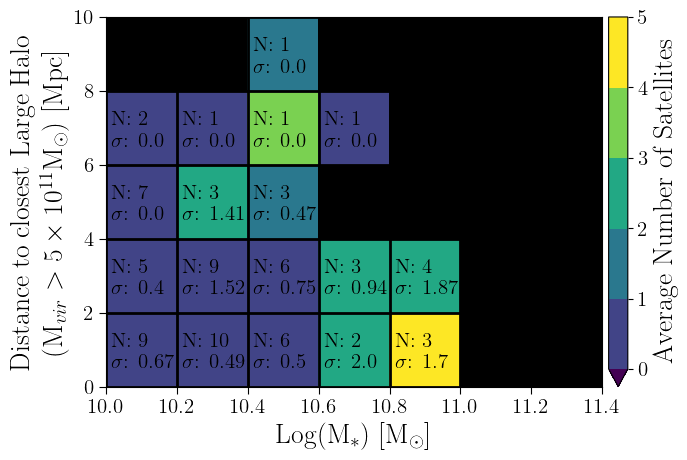 10
8
6
4
2
0
Distance to closest Large Halo
(M_vir > 5 × 10^11 M_⊙) [Mpc]
N: 1
σ: 0.0
N: 2
σ: 0.0
N: 1
σ: 0.0
N: 1
σ: 0.0
N: 1
σ: 0.0
N: 7
σ: 0.0
N: 3
σ: 1.41
N: 3
σ: 0.47
N: 5
σ: 0.4
N: 9
σ: 1.52
N: 6
σ: 0.75
N: 3
σ: 0.94
N: 4
σ: 1.87
N: 9
σ: 0.67
N: 10
σ: 0.49
N: 6
σ: 0.5
N: 2
σ: 2.0
N: 3
σ: 1.7
10.0 10.2 10.4 10.6 10.8 11.0 11.2 11.4
Log(M_*) [M_⊙]
5
4
3
2
1
0
Average Number of Satellites